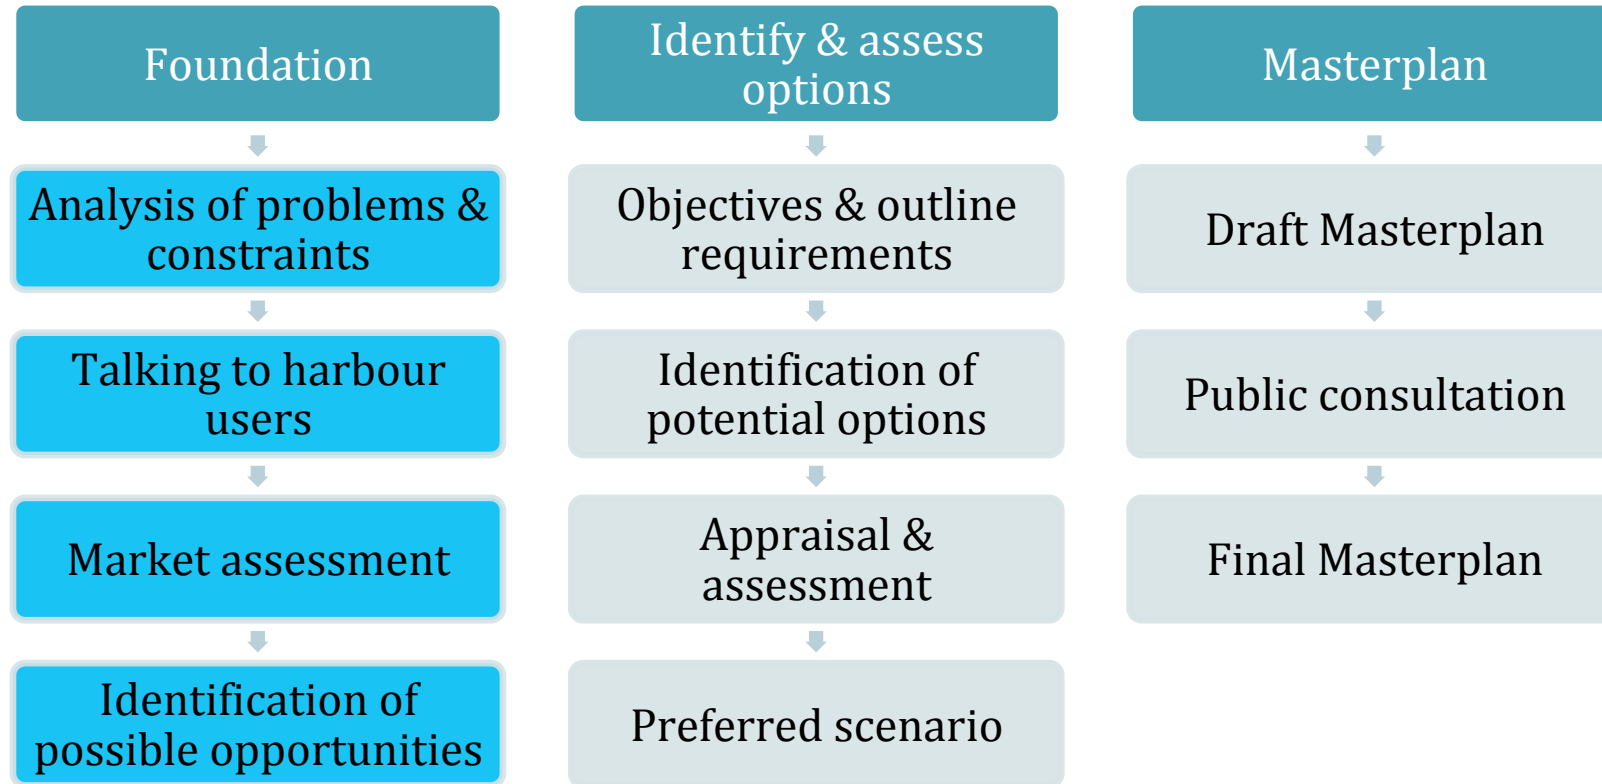 Foundation
Analysis of problems &
constraints
Talking to harbour
users
Market assessment
Identification of
possible opportunities
Identify & assess
options
Objectives & outline
requirements
Identification of
potential options
Appraisal &
assessment
Preferred scenario
Masterplan
Draft Masterplan
Public consultation
Final Masterplan